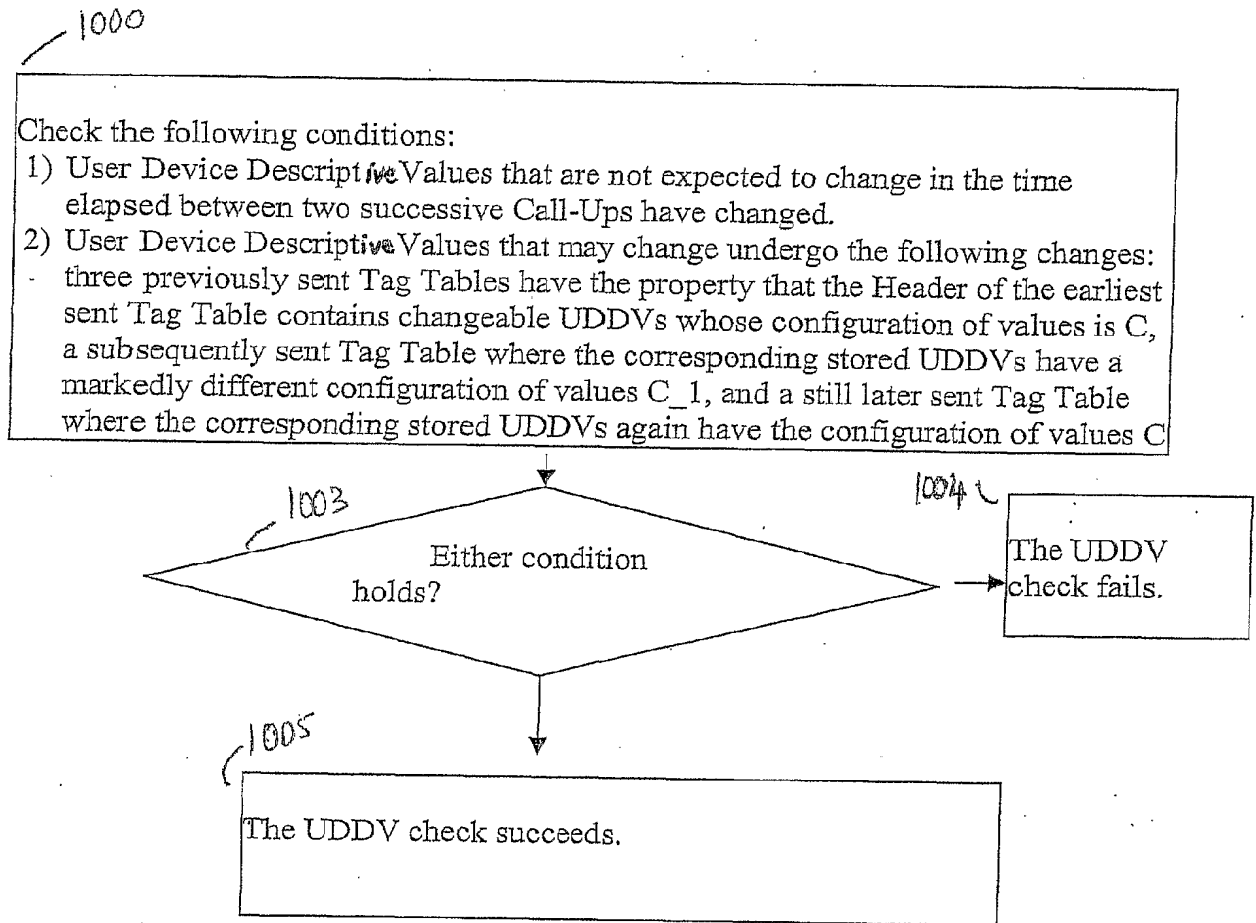 1000
Check the following conditions:
1) User Device Descriptive Values that are not expected to change in the time
elapsed between two successive Call-Ups have changed.
2) User Device Descriptive Values that may change undergo the following changes:
three previously sent Tag Tables have the property that the Header of the earliest
sent Tag Table contains changeable UDDVs whose configuration of values is C,
a subsequently sent Tag Table where the corresponding stored UDDVs have a
markedly different configuration of values C_1, and a still later sent Tag Table
where the corresponding stored UDDVs again have the configuration of values C
1003
Either condition
holds?
1004
The UDDV
check fails.
1005
The UDDV check succeeds.